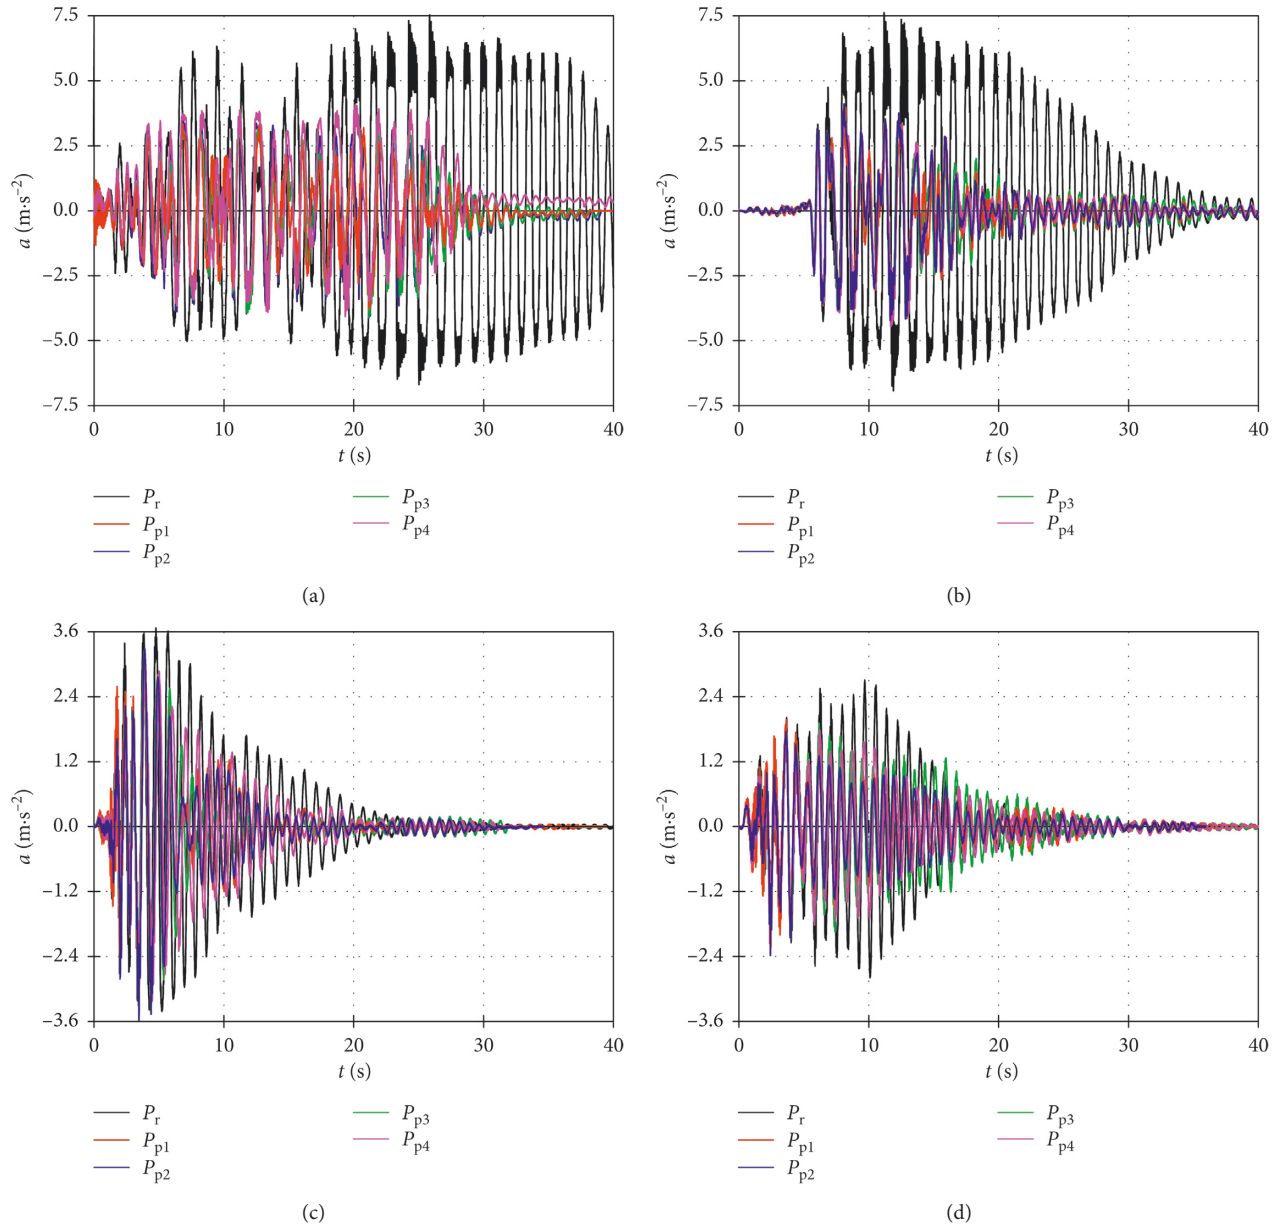 7.5
5.0
2.5
0.0
−2.5
−5.0
−7.5
a (m·s⁻²)
0 10 20 30 40
t (s)
Pr
Pp1
Pp2
Pp3
Pp4
(a)
7.5
5.0
2.5
0.0
−2.5
−5.0
−7.5
a (m·s⁻²)
0 10 20 30 40
t (s)
Pr
Pp1
Pp2
Pp3
Pp4
(b)
3.6
2.4
1.2
0.0
−1.2
−2.4
−3.6
a (m·s⁻²)
0 10 20 30 40
t (s)
Pr
Pp1
Pp2
Pp3
Pp4
(c)
3.6
2.4
1.2
0.0
−1.2
−2.4
−3.6
a (m·s⁻²)
0 10 20 30 40
t (s)
Pr
Pp1
Pp2
Pp3
Pp4
(d)